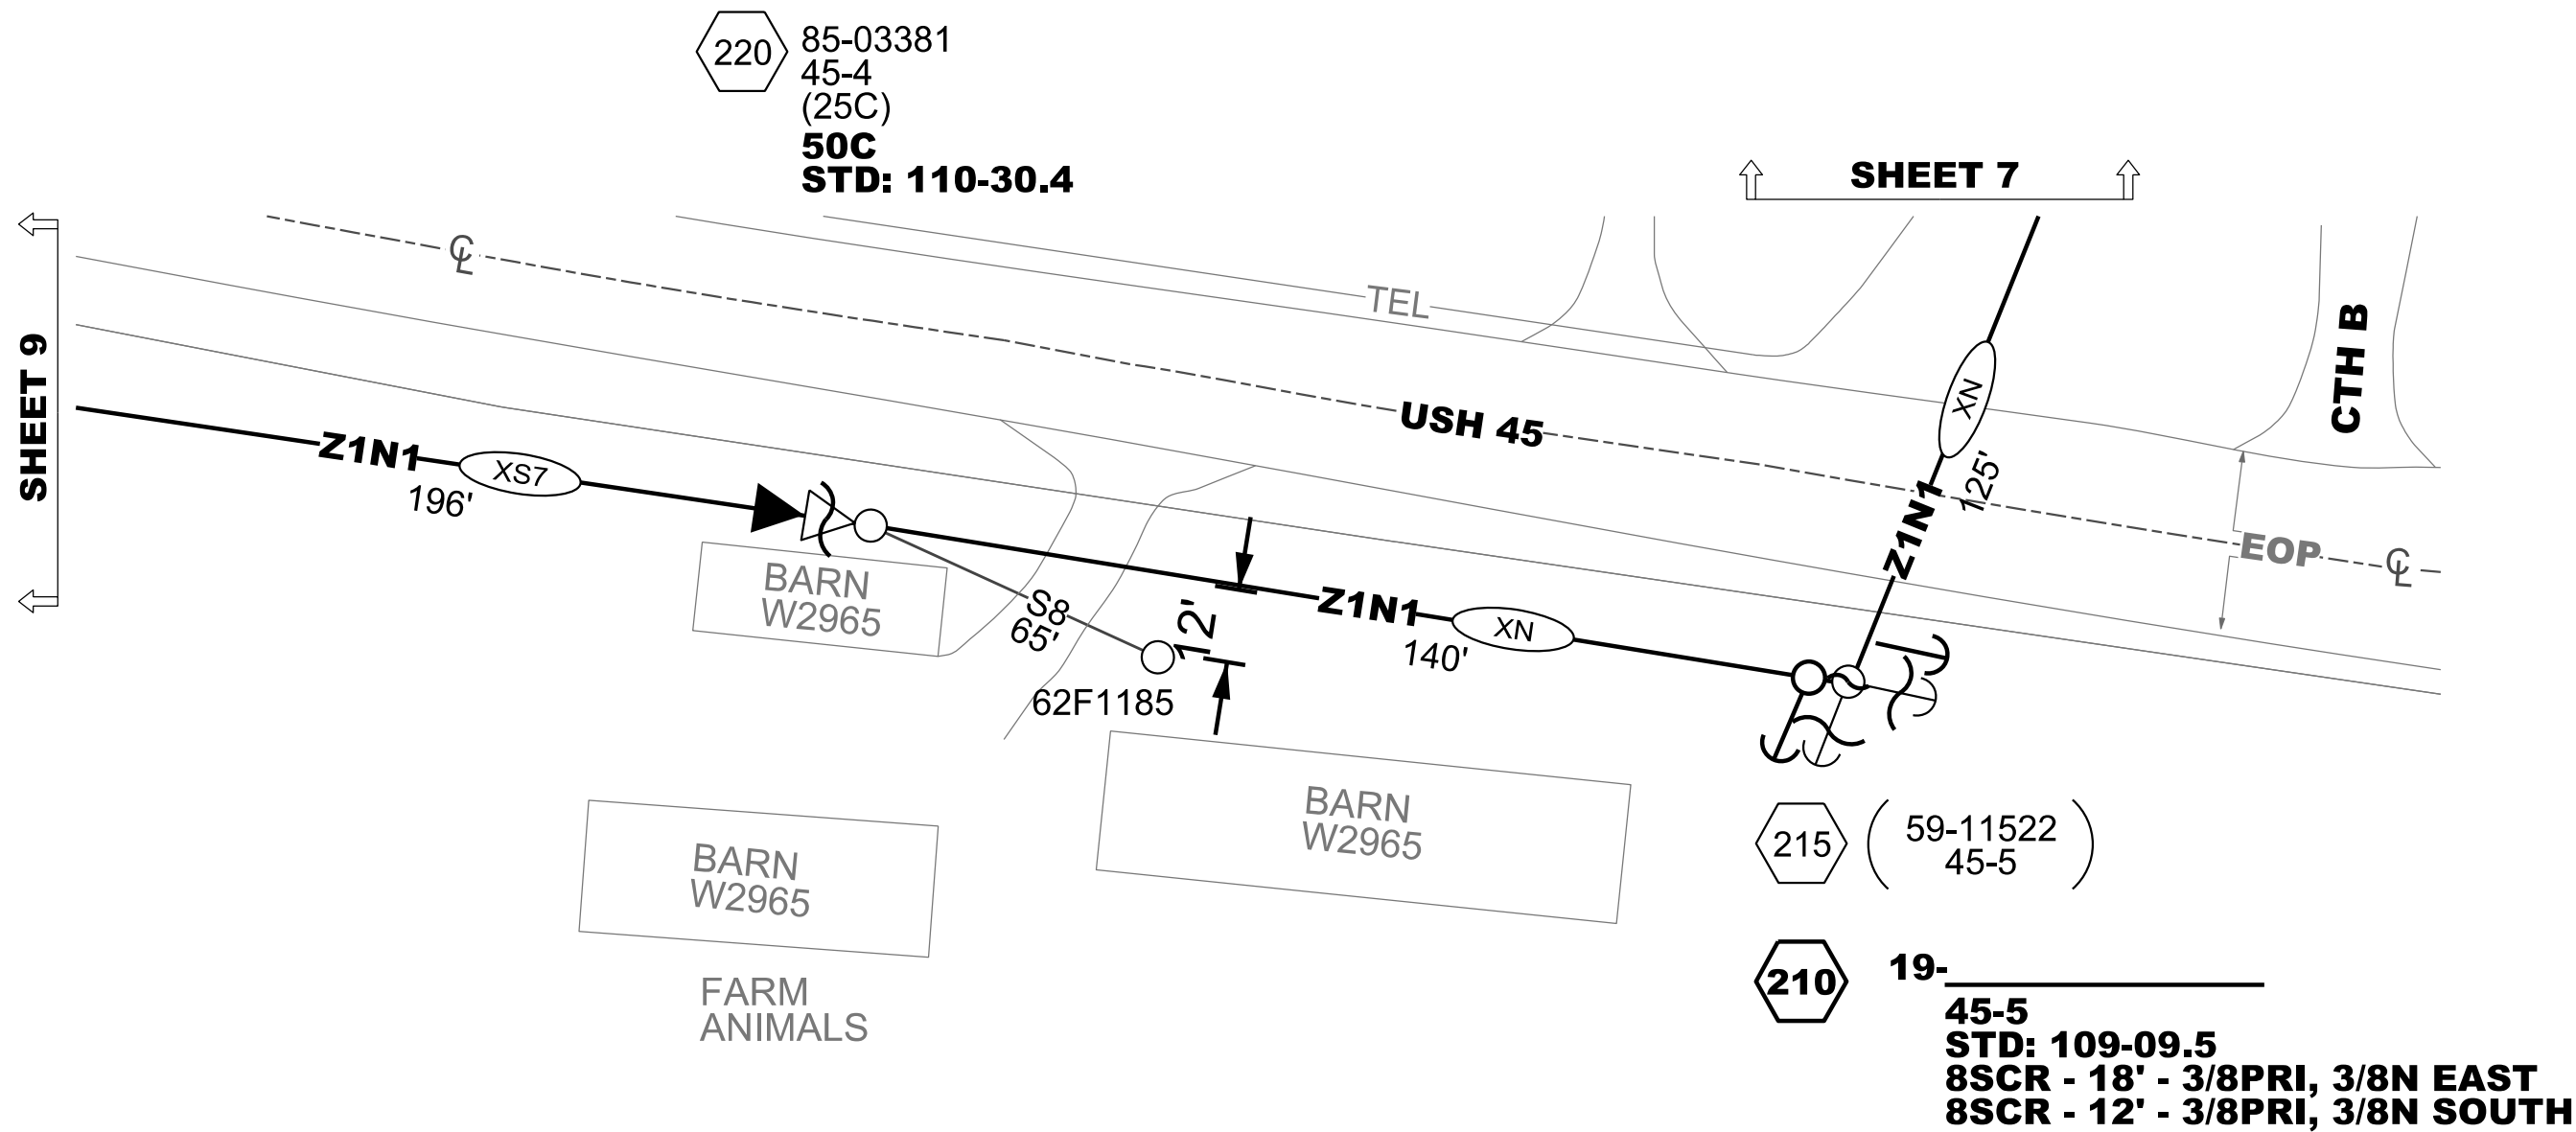 220
85-03381
45-4
(25C)
50C
STD: 110-30.4
SHEET 7
SHEET 9
℄
TEL
CTH B
USH 45
XN
125'
Z1N1
Z1N1
XS7
196'
EOP
℄
BARN
W2965
S8
65'
12'
Z1N1
XN
140'
62F1185
BARN
W2965
BARN
W2965
215
59-11522
45-5
FARM
ANIMALS
210
19-
45-5
STD: 109-09.5
8SCR - 18' - 3/8PRI, 3/8N EAST
8SCR - 12' - 3/8PRI, 3/8N SOUTH